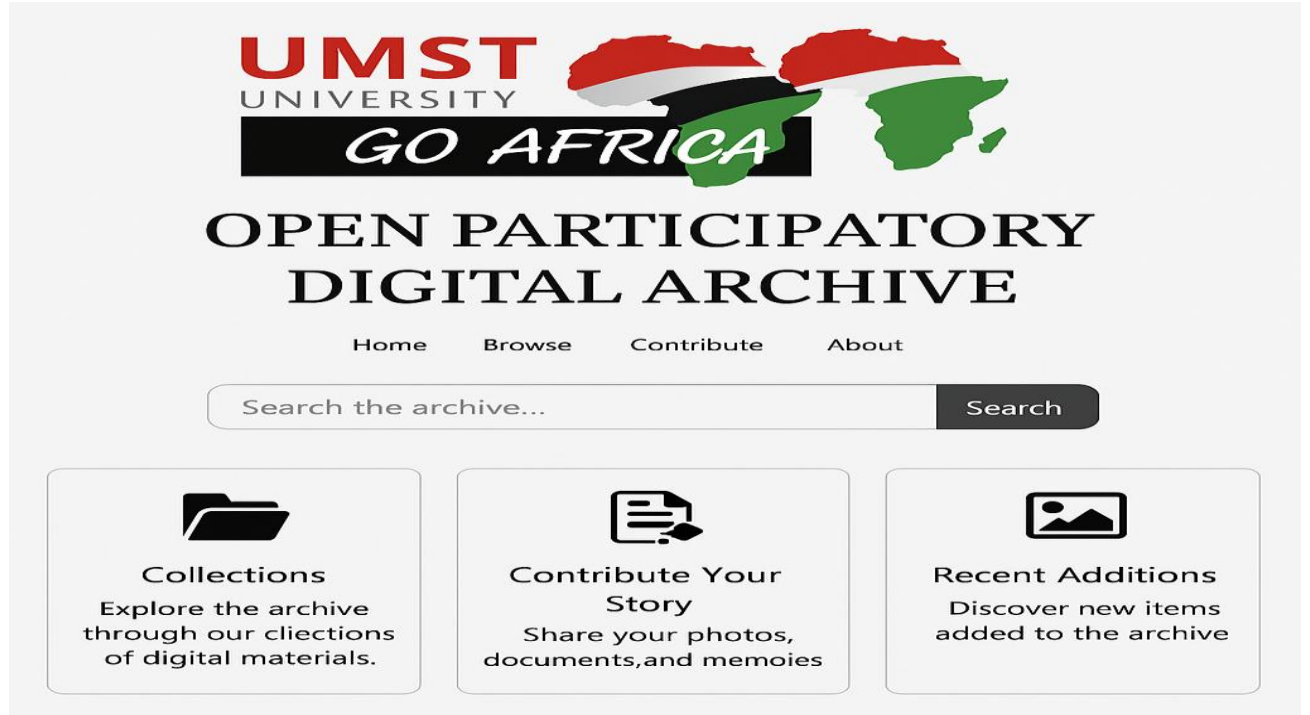 UMST
UNIVERSITY
GO AFRICA
OPEN PARTICIPATORY
DIGITAL ARCHIVE
Home Browse Contribute About
Search the archive... Search
Collections
Explore the archive
through our cliections
of digital materials.
Contribute Your
Story
Share your photos,
documents,and memoies
Recent Additions
Discover new items
added to the archive